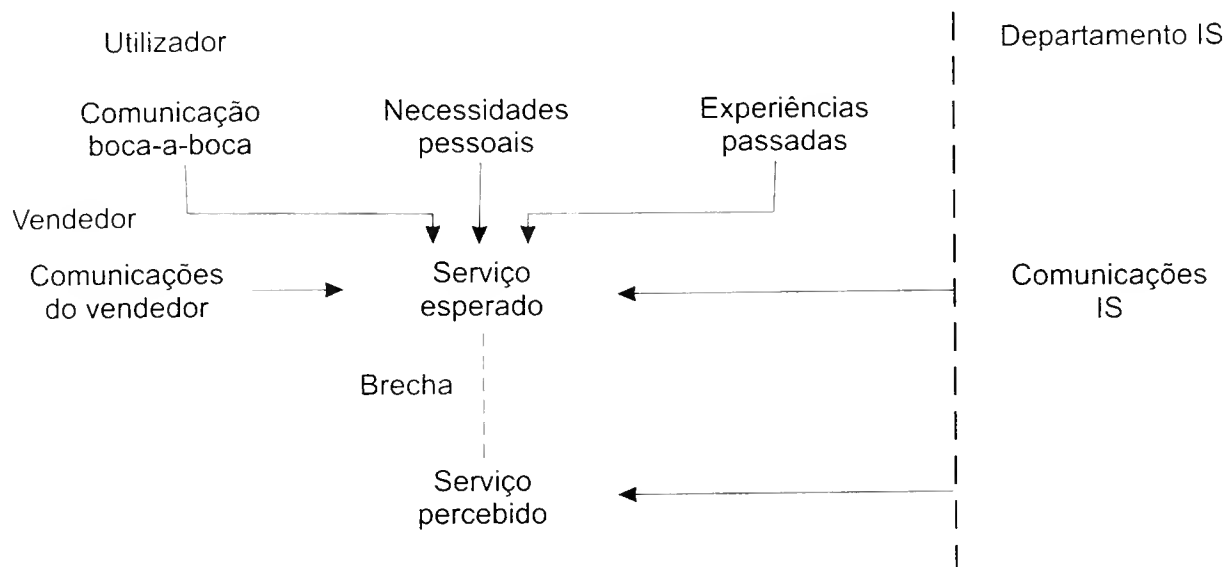 Utilizador
Departamento IS
Comunicação
boca-a-boca
Necessidades
pessoais
Experiências
passadas
Vendedor
Comunicações
do vendedor
Serviço
esperado
Comunicações
IS
Brecha
Serviço
percebido